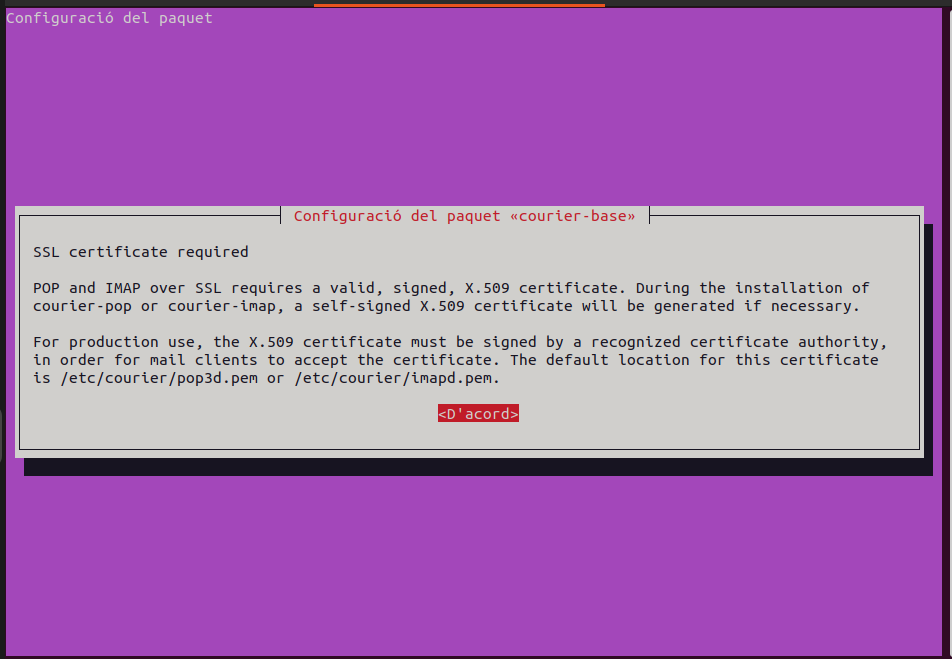 Configuració del paquet
Configuració del paquet «courier-base»
SSL certificate required
POP and IMAP over SSL requires a valid, signed, X.509 certificate. During the installation of
courier-pop or courier-imap, a self-signed X.509 certificate will be generated if necessary.
For production use, the X.509 certificate must be signed by a recognized certificate authority,
in order for mail clients to accept the certificate. The default location for this certificate
is /etc/courier/pop3d.pem or /etc/courier/imapd.pem.
<D'acord>